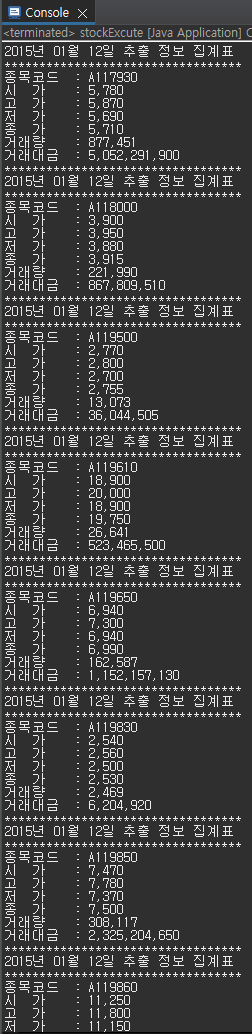 Console
<terminated> stockExcute [Java Application] C
2015년 01월 12일 추출 정보 집계표
********************************
종목코드 : A117930
시 가 : 5,780
고 가 : 5,870
저 가 : 5,690
종 가 : 5,710
거래량 : 877,451
거래대금 : 5,052,291,900
********************************
2015년 01월 12일 추출 정보 집계표
********************************
종목코드 : A118000
시 가 : 3,900
고 가 : 3,950
저 가 : 3,880
종 가 : 3,915
거래량 : 221,990
거래대금 : 867,809,510
********************************
2015년 01월 12일 추출 정보 집계표
********************************
종목코드 : A119500
시 가 : 2,770
고 가 : 2,800
저 가 : 2,700
종 가 : 2,755
거래량 : 13,073
거래대금 : 36,044,505
********************************
2015년 01월 12일 추출 정보 집계표
********************************
종목코드 : A119610
시 가 : 18,900
고 가 : 20,000
저 가 : 18,900
종 가 : 19,750
거래량 : 26,641
거래대금 : 523,465,500
********************************
2015년 01월 12일 추출 정보 집계표
********************************
종목코드 : A119650
시 가 : 6,940
고 가 : 7,300
저 가 : 6,940
종 가 : 6,990
거래량 : 162,587
거래대금 : 1,152,157,130
********************************
2015년 01월 12일 추출 정보 집계표
********************************
종목코드 : A119830
시 가 : 2,540
고 가 : 2,560
저 가 : 2,500
종 가 : 2,530
거래량 : 2,469
거래대금 : 6,204,920
********************************
2015년 01월 12일 추출 정보 집계표
********************************
종목코드 : A119850
시 가 : 7,470
고 가 : 7,780
저 가 : 7,370
종 가 : 7,500
거래량 : 308,117
거래대금 : 2,325,204,650
********************************
2015년 01월 12일 추출 정보 집계표
********************************
종목코드 : A119860
시 가 : 11,250
고 가 : 11,800
저 가 : 11,150